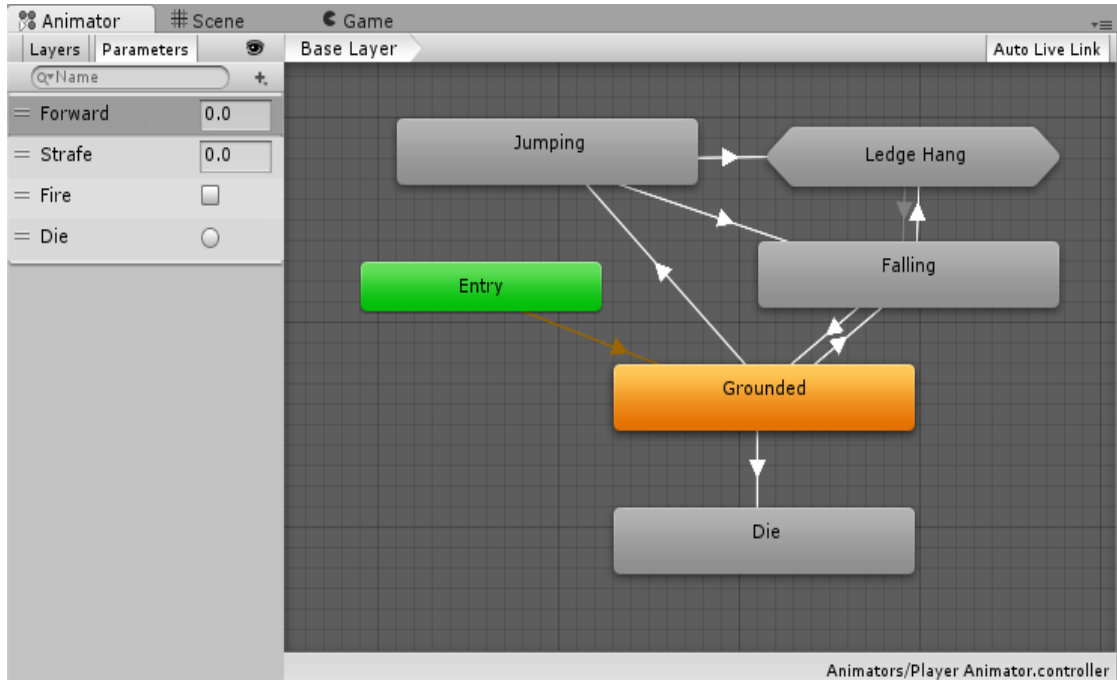 Animator
Scene
Game
Layers
Parameters
Base Layer
Auto Live Link
Name
Forward
0.0
Strafe
0.0
Fire
Die
Jumping
Ledge Hang
Falling
Entry
Grounded
Die
Animators/Player Animator.controller